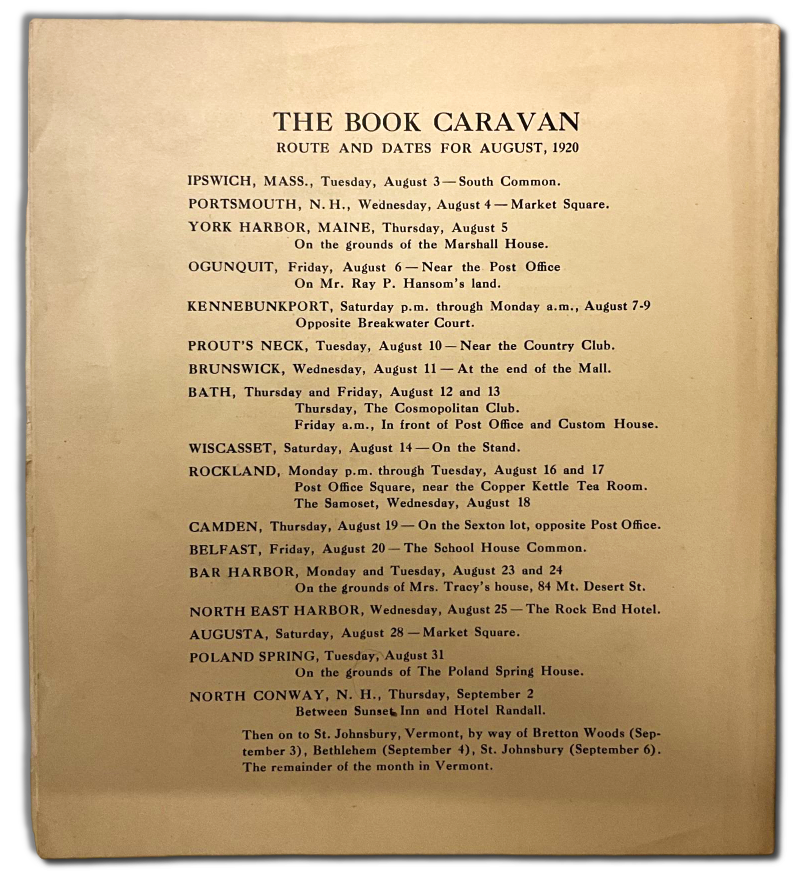 THE BOOK CARAVAN
ROUTE AND DATES FOR AUGUST, 1920
IPSWICH, MASS., Tuesday, August 3—South Common.
PORTSMOUTH, N. H., Wednesday, August 4—Market Square.
YORK HARBOR, MAINE, Thursday, August 5
On the grounds of the Marshall House.
OGUNQUIT, Friday, August 6—Near the Post Office
On Mr. Ray P. Hansom's land.
KENNEBUNKPORT, Saturday p.m. through Monday a.m., August 7-9
Opposite Breakwater Court.
PROUT'S NECK, Tuesday, August 10—Near the Country Club.
BRUNSWICK, Wednesday, August 11—At the end of the Mall.
BATH, Thursday and Friday, August 12 and 13
Thursday, The Cosmopolitan Club.
Friday a.m., In front of Post Office and Custom House.
WISCASSET, Saturday, August 14—On the Stand.
ROCKLAND, Monday p.m. through Tuesday, August 16 and 17
Post Office Square, near the Copper Kettle Tea Room.
The Samoset, Wednesday, August 18
CAMDEN, Thursday, August 19—On the Sexton lot, opposite Post Office.
BELFAST, Friday, August 20—The School House Common.
BAR HARBOR, Monday and Tuesday, August 23 and 24
On the grounds of Mrs. Tracy's house, 84 Mt. Desert St.
NORTH EAST HARBOR, Wednesday, August 25—The Rock End Hotel.
AUGUSTA, Saturday, August 28—Market Square.
POLAND SPRING, Tuesday, August 31
On the grounds of The Poland Spring House.
NORTH CONWAY, N. H., Thursday, September 2
Between Sunset Inn and Hotel Randall.
Then on to St. Johnsbury, Vermont, by way of Bretton Woods (Sep-
tember 3), Bethlehem (September 4), St. Johnsbury (September 6).
The remainder of the month in Vermont.